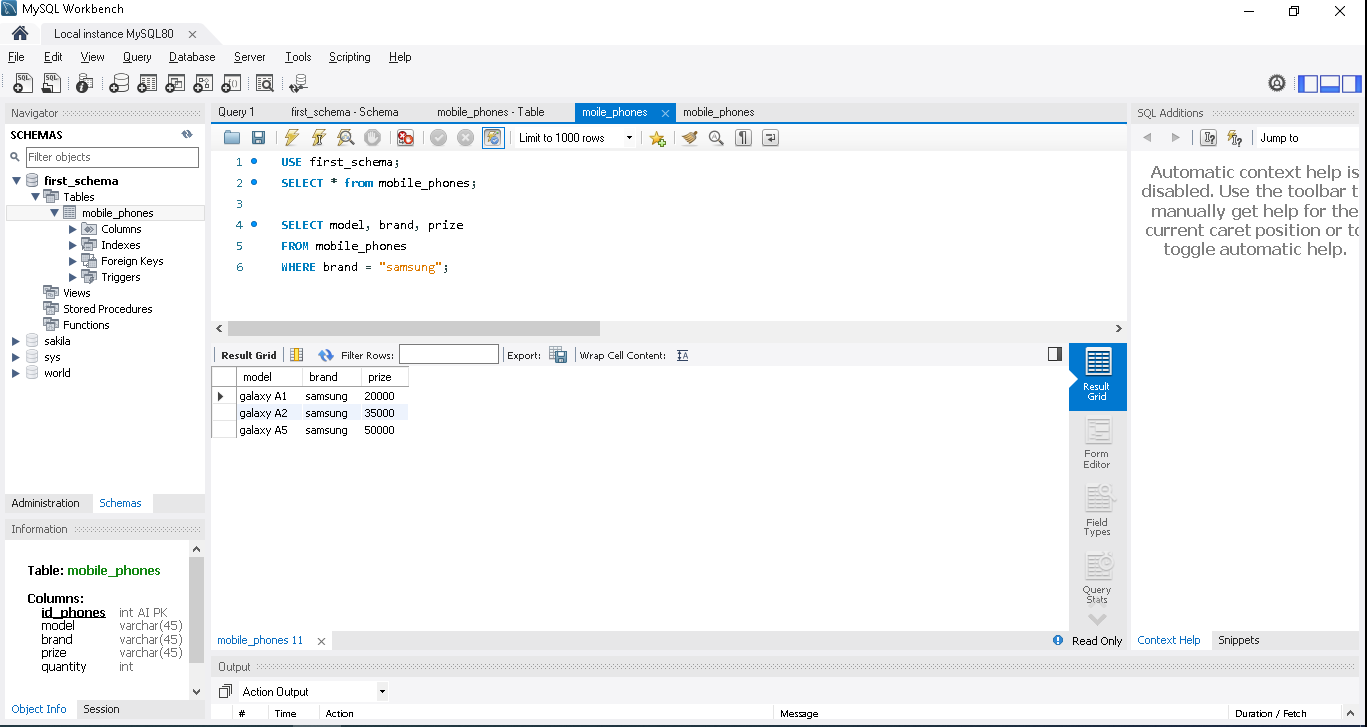 MySQL Workbench
Local instance MySQL80
File Edit View Query Database Server Tools Scripting Help
Navigator
SCHEMAS
Filter objects
first_schema
Tables
mobile_phones
Columns
Indexes
Foreign Keys
Triggers
Views
Stored Procedures
Functions
sakila
sys
world
Administration Schemas
Information
Table: mobile_phones
Columns:
id_phones int AI PK
model varchar(45)
brand varchar(45)
prize varchar(45)
quantity int
Object Info Session
Query 1 first_schema - Schema mobile_phones - Table moile_phones mobile_phones
Limit to 1000 rows
1 USE first_schema;
2 SELECT * from mobile_phones;
3
4 SELECT model, brand, prize
5 FROM mobile_phones
6 WHERE brand = "samsung";
Result Grid Filter Rows: Export: Wrap Cell Content:
model brand prize
galaxy A1 samsung 20000
galaxy A2 samsung 35000
galaxy A5 samsung 50000
Result
Grid
Form
Editor
Field
Types
Query
Stats
mobile_phones 11
Read Only
Output
Action Output
# Time Action Message Duration / Fetch
SQL Additions
Jump to
Automatic context help is
disabled. Use the toolbar t
manually get help for the
current caret position or to
toggle automatic help.
Context Help Snippets